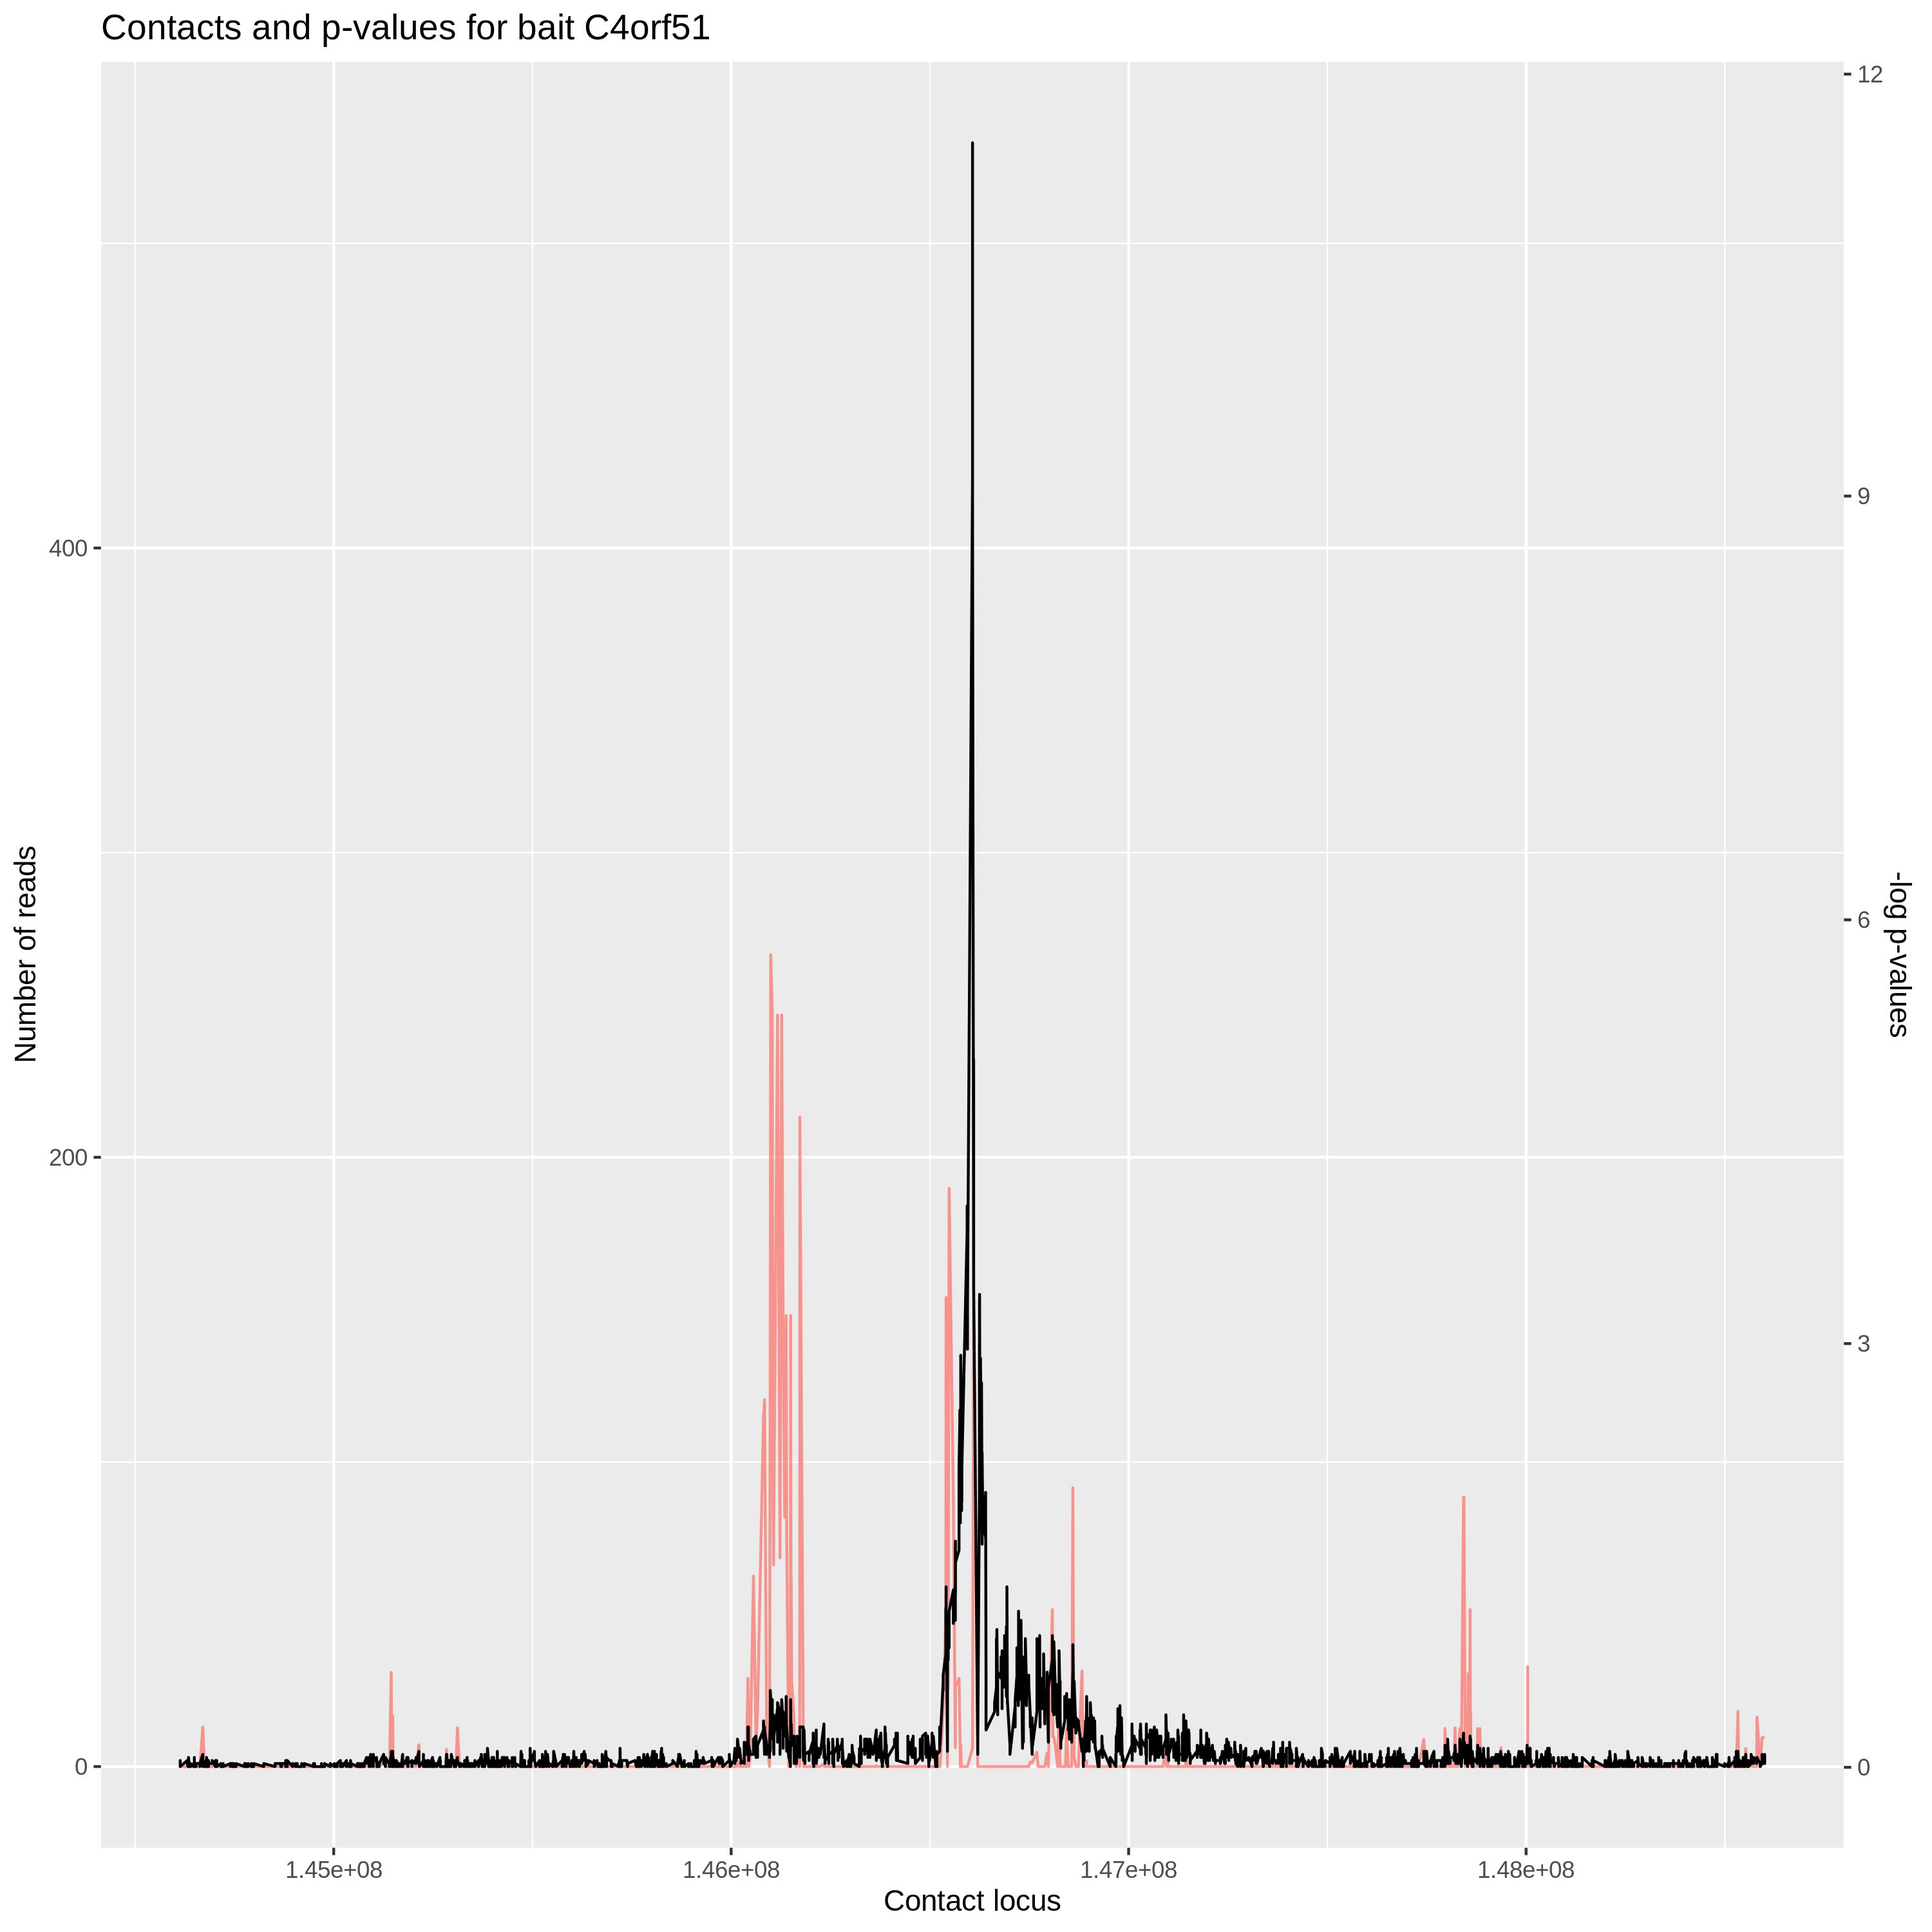 Contacts and p-values for bait C4orf51
Number of reads
400
200
0
12
9
6
3
0
-log p-values
1.45e+08 1.46e+08 1.47e+08 1.48e+08
Contact locus